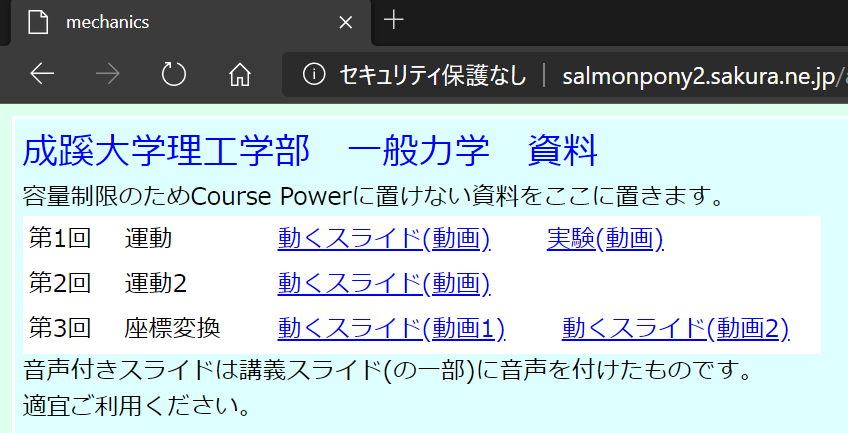 mechanics
セキュリティ保護なし salmonpony2.sakura.ne.jp/
成蹊大学理工学部 一般力学 資料
容量制限のためCourse Powerに置けない資料をここに置きます。
第1回 運動 動くスライド(動画) 実験(動画)
第2回 運動2 動くスライド(動画)
第3回 座標変換 動くスライド(動画1) 動くスライド(動画2)
音声付きスライドは講義スライド(の一部)に音声を付けたものです。
適宜ご利用ください。